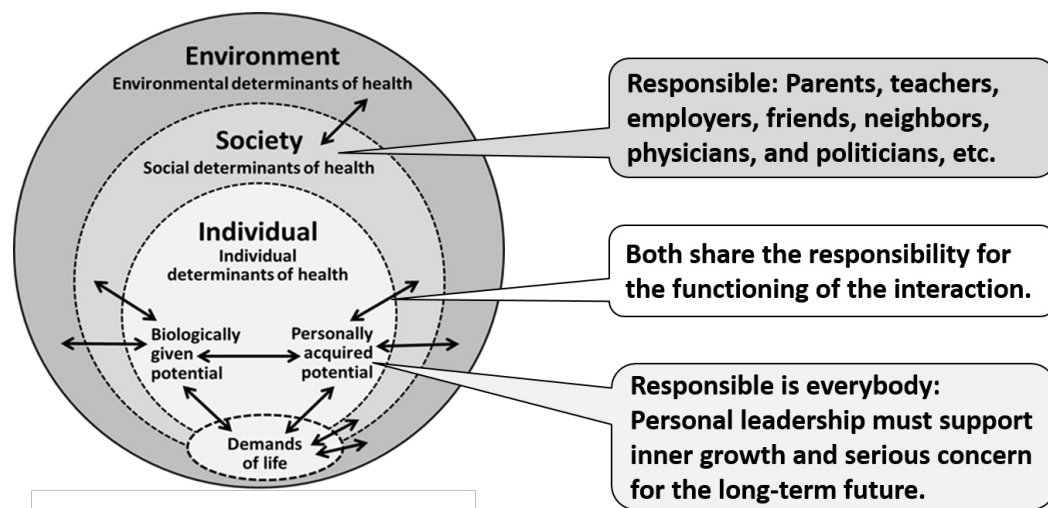 Environment
Environmental determinants of health
Society
Social determinants of health
Individual
Individual
determinants of health
Biologically
given
potential
Personally
acquired
potential
Demands
of life
Responsible: Parents, teachers,
employers, friends, neighbors,
physicians, and politicians, etc.
Both share the responsibility for
the functioning of the interaction.
Responsible is everybody:
Personal leadership must support
inner growth and serious concern
for the long-term future.